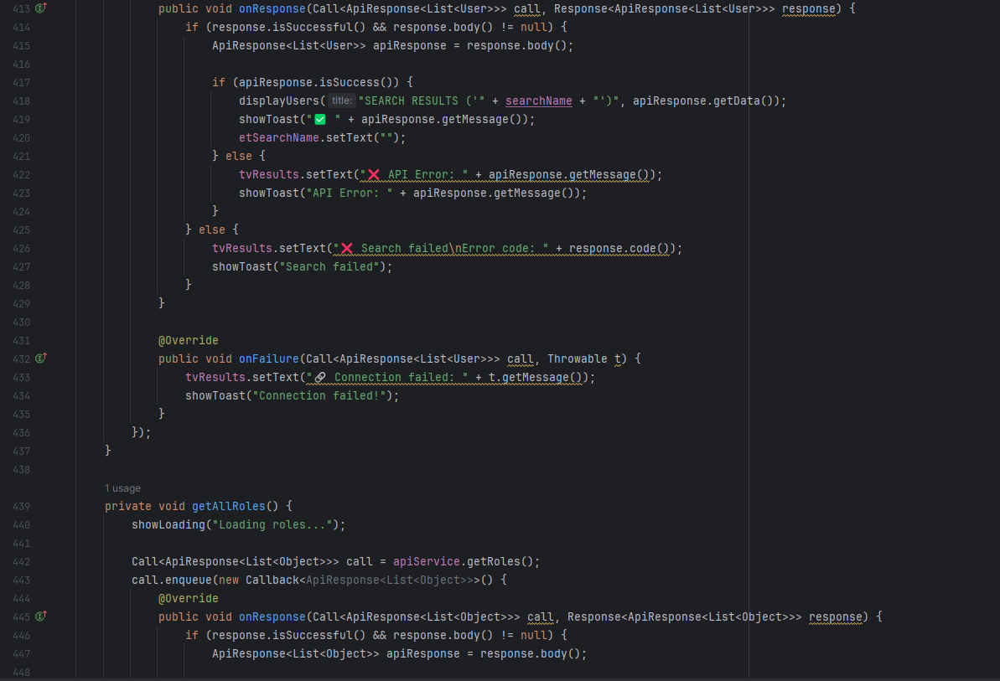 413 public void onResponse(Call<ApiResponse<List<User>>> call, Response<ApiResponse<List<User>>> response) {
414 if (response.isSuccessful() && response.body() != null) {
415 ApiResponse<List<User>> apiResponse = response.body();
416
417 if (apiResponse.isSuccess()) {
418 displayUsers( title: "SEARCH RESULTS ('" + searchName + "')", apiResponse.getData());
419 showToast("✅ " + apiResponse.getMessage());
420 etSearchName.setText("");
421 } else {
422 tvResults.setText("❌ API Error: " + apiResponse.getMessage());
423 showToast("API Error: " + apiResponse.getMessage());
424 }
425 } else {
426 tvResults.setText("❌ Search failed\nError code: " + response.code());
427 showToast("Search failed");
428 }
429 }
430
431 @Override
432 public void onFailure(Call<ApiResponse<List<User>>> call, Throwable t) {
433 tvResults.setText("🔗 Connection failed: " + t.getMessage());
434 showToast("Connection failed!");
435 }
436 });
437 }
438
1 usage
439 private void getAllRoles() {
440 showLoading("Loading roles...");
441
442 Call<ApiResponse<List<Object>>> call = apiService.getRoles();
443 call.enqueue(new Callback<ApiResponse<List<Object>>>() {
444 @Override
445 public void onResponse(Call<ApiResponse<List<Object>>> call, Response<ApiResponse<List<Object>>> response) {
446 if (response.isSuccessful() && response.body() != null) {
447 ApiResponse<List<Object>> apiResponse = response.body();
448